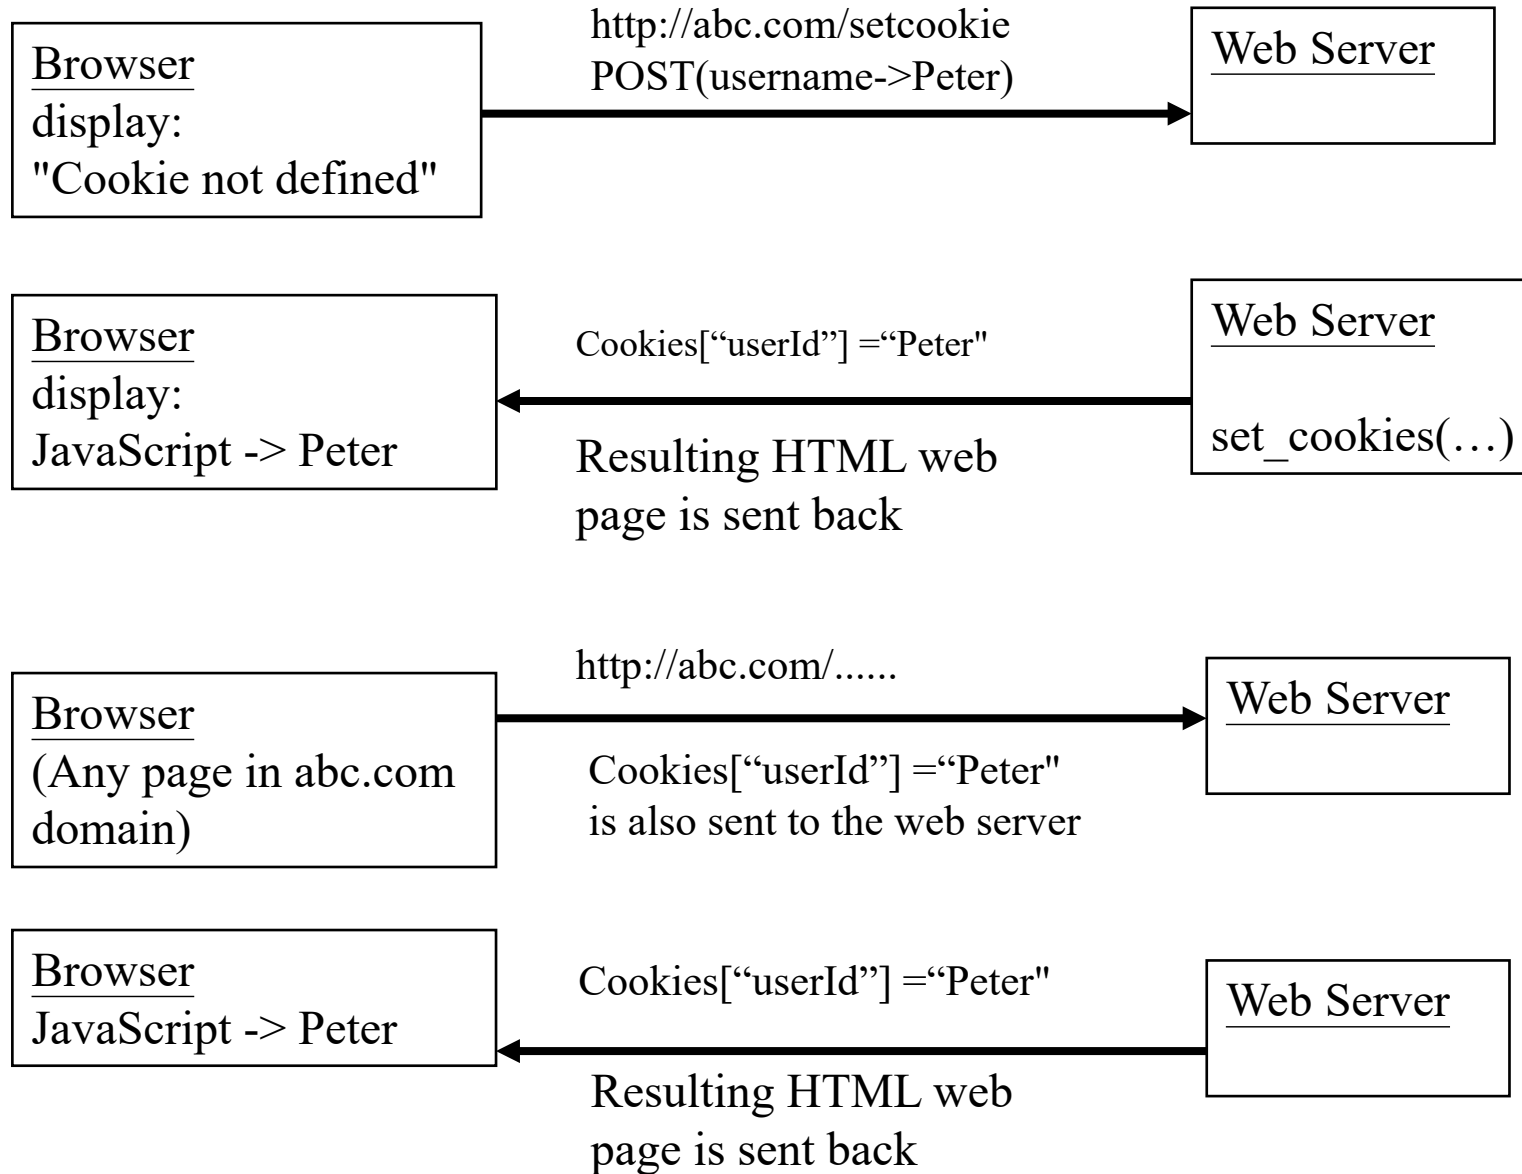 http://abc.com/setcookie
POST(username->Peter)
Browser
display:
"Cookie not defined"
Web Server
Browser
display:
JavaScript -> Peter
Cookies[“userId”] =“Peter"
Resulting HTML web
page is sent back
Web Server
set_cookies(…)
Browser
(Any page in abc.com
domain)
http://abc.com/......
Cookies[“userId”] =“Peter"
is also sent to the web server
Web Server
Browser
JavaScript -> Peter
Cookies[“userId”] =“Peter"
Resulting HTML web
page is sent back
Web Server